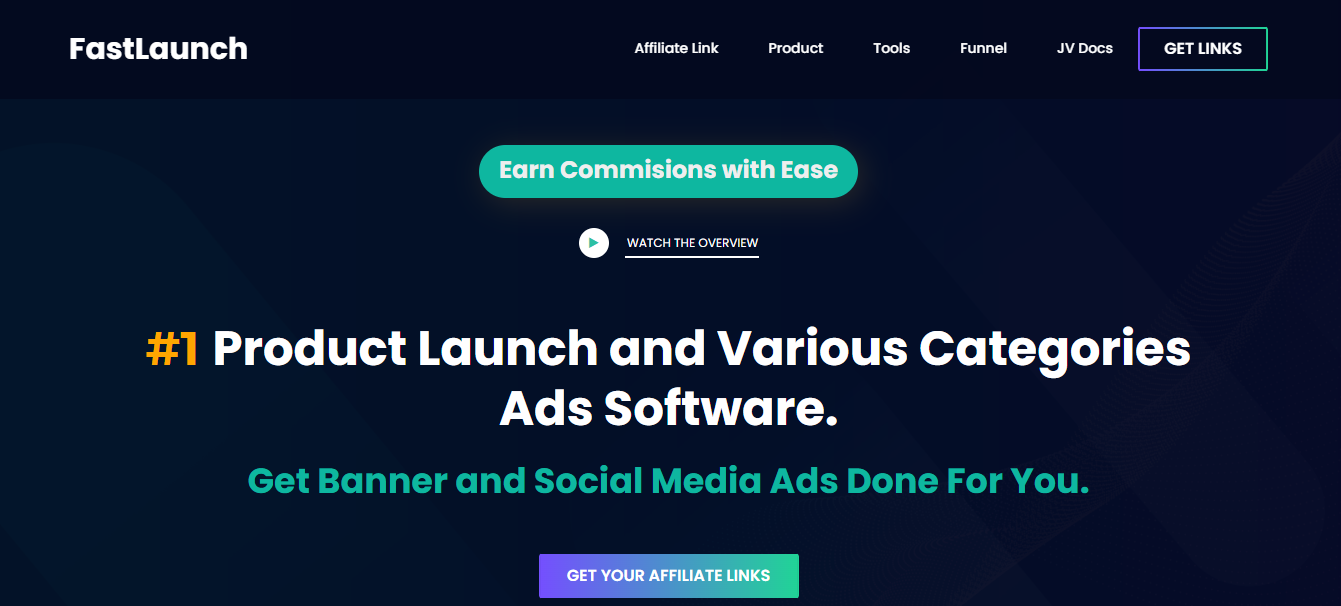 FastLaunch
Affiliate Link
Product
Tools
Funnel
JV Docs
GET LINKS
Earn Commisions with Ease
WATCH THE OVERVIEW
#1 Product Launch and Various Categories
Ads Software.
Get Banner and Social Media Ads Done For You.
GET YOUR AFFILIATE LINKS